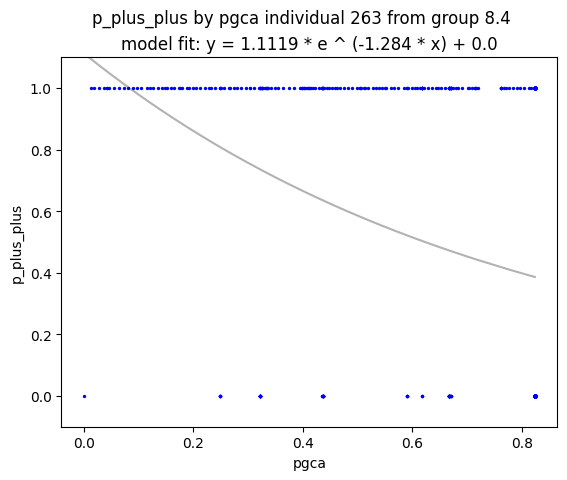 p_plus_plus by pgca individual 263 from group 8.4
model fit: y = 1.1119 * e ^ (-1.284 * x) + 0.0
1.0
0.8
0.6
0.4
0.2
0.0
p_plus_plus
0.0 0.2 0.4 0.6 0.8
pgca